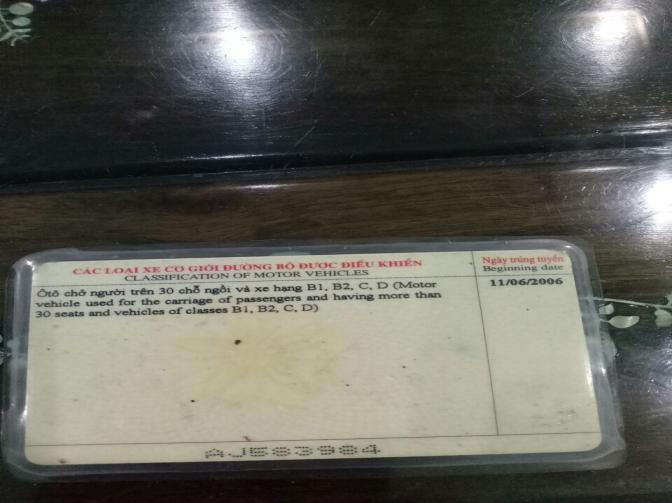 CÁC LOẠI XE CƠ GIỚI ĐƯỜNG BỘ ĐƯỢC ĐIỀU KHIỂN
CLASSIFICATION OF MOTOR VEHICLES
Ngày trúng tuyển
Beginning date
Ôtô chở người trên 30 chỗ ngồi và xe hạng B1, B2, C, D (Motor
vehicle used for the carriage of passengers and having more than
30 seats and vehicles of classes B1, B2, C, D)
11/06/2006
AJ583984